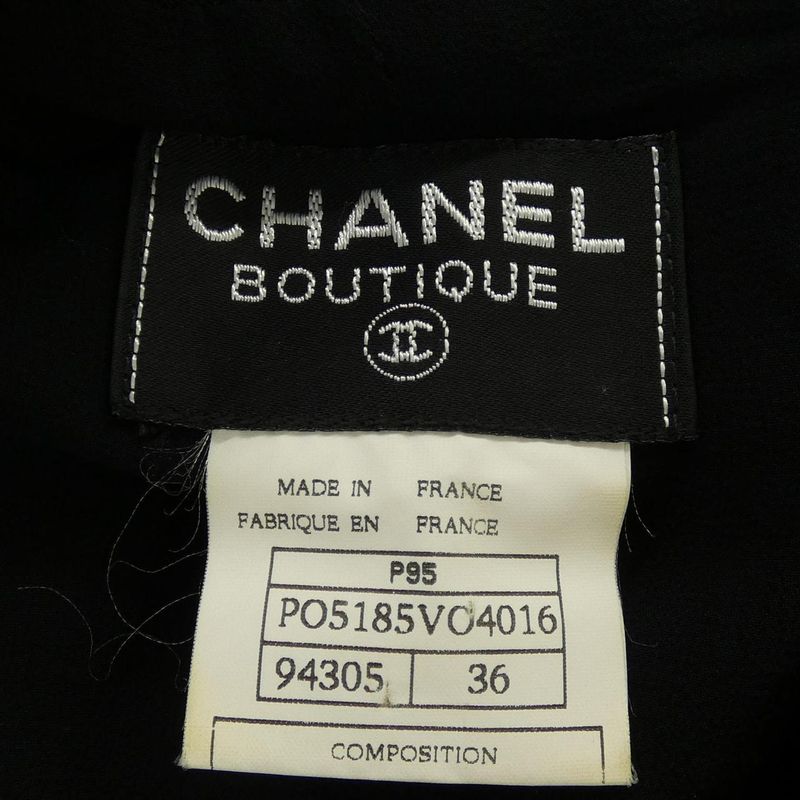 CHANEL
BOUTIQUE
MADE IN FRANCE
FABRIQUE EN FRANCE
P95
PO5185VO4016
94305 36
COMPOSITION